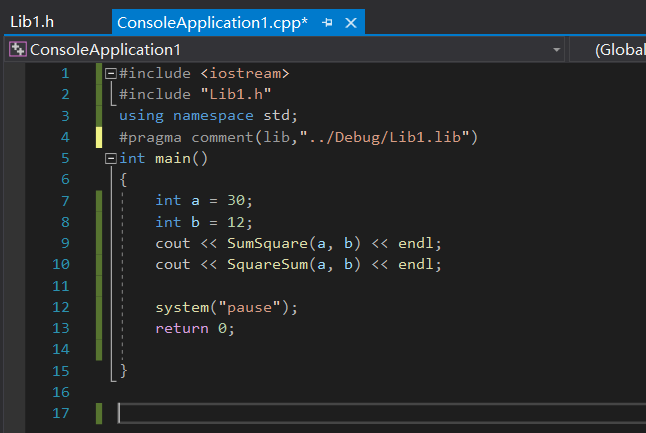 Lib1.h ConsoleApplication1.cpp*
ConsoleApplication1 (Global
1 #include <iostream>
2 #include "Lib1.h"
3 using namespace std;
4 #pragma comment(lib,"../Debug/Lib1.lib")
5 int main()
6 {
7 int a = 30;
8 int b = 12;
9 cout << SumSquare(a, b) << endl;
10 cout << SquareSum(a, b) << endl;
11
12 system("pause");
13 return 0;
14
15 }
16
17